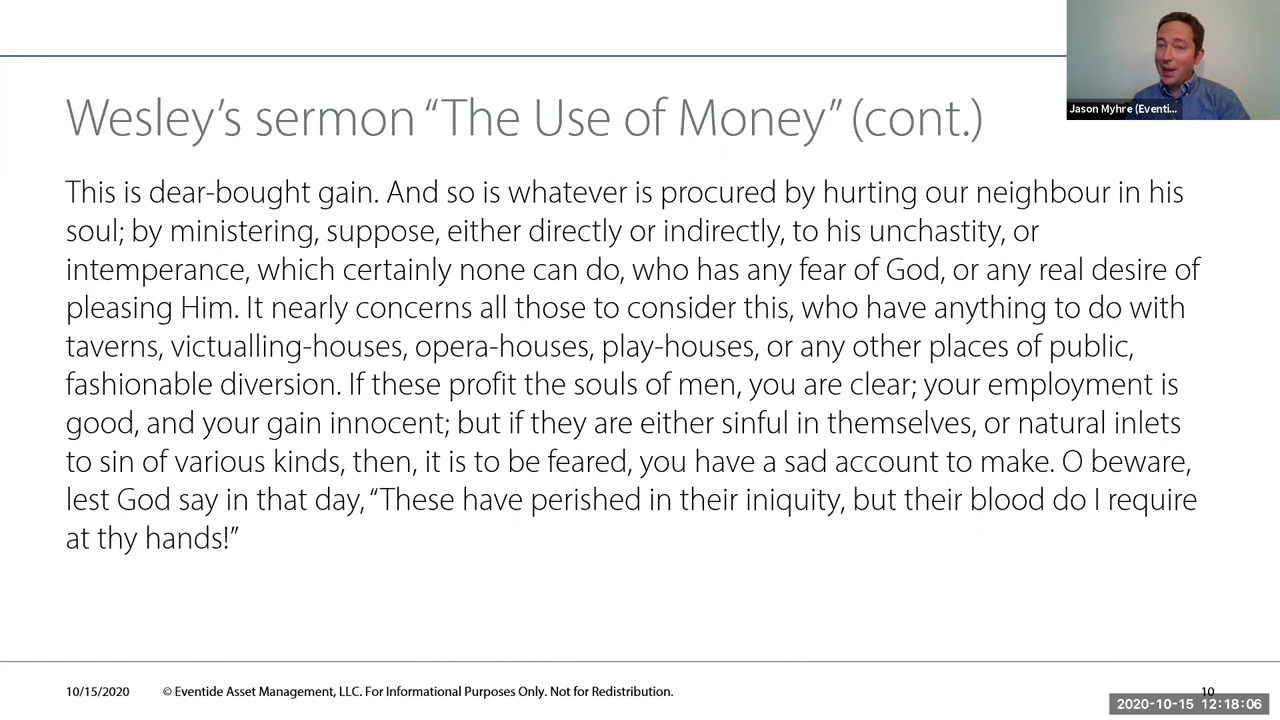 Jason Myhre (Eventi...
Wesley’s sermon “The Use of Money” (cont.)
This is dear-bought gain. And so is whatever is procured by hurting our neighbour in his
soul; by ministering, suppose, either directly or indirectly, to his unchastity, or
intemperance, which certainly none can do, who has any fear of God, or any real desire of
pleasing Him. It nearly concerns all those to consider this, who have anything to do with
taverns, victualling-houses, opera-houses, play-houses, or any other places of public,
fashionable diversion. If these profit the souls of men, you are clear; your employment is
good, and your gain innocent; but if they are either sinful in themselves, or natural inlets
to sin of various kinds, then, it is to be feared, you have a sad account to make. O beware,
lest God say in that day, “These have perished in their iniquity, but their blood do I require
at thy hands!”
10/15/2020 © Eventide Asset Management, LLC. For Informational Purposes Only. Not for Redistribution. 10
2020-10-15 12:18:06